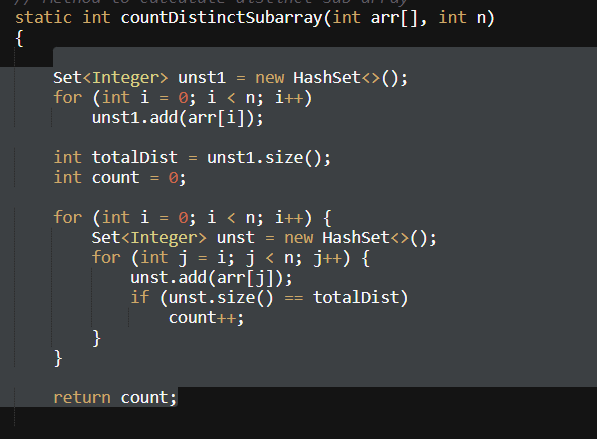 // Method to calculate distinct sub-array
static int countDistinctSubarray(int arr[], int n)
{
Set<Integer> unst1 = new HashSet<>();
for (int i = 0; i < n; i++)
unst1.add(arr[i]);
int totalDist = unst1.size();
int count = 0;
for (int i = 0; i < n; i++) {
Set<Integer> unst = new HashSet<>();
for (int j = i; j < n; j++) {
unst.add(arr[j]);
if (unst.size() == totalDist)
count++;
}
}
return count;